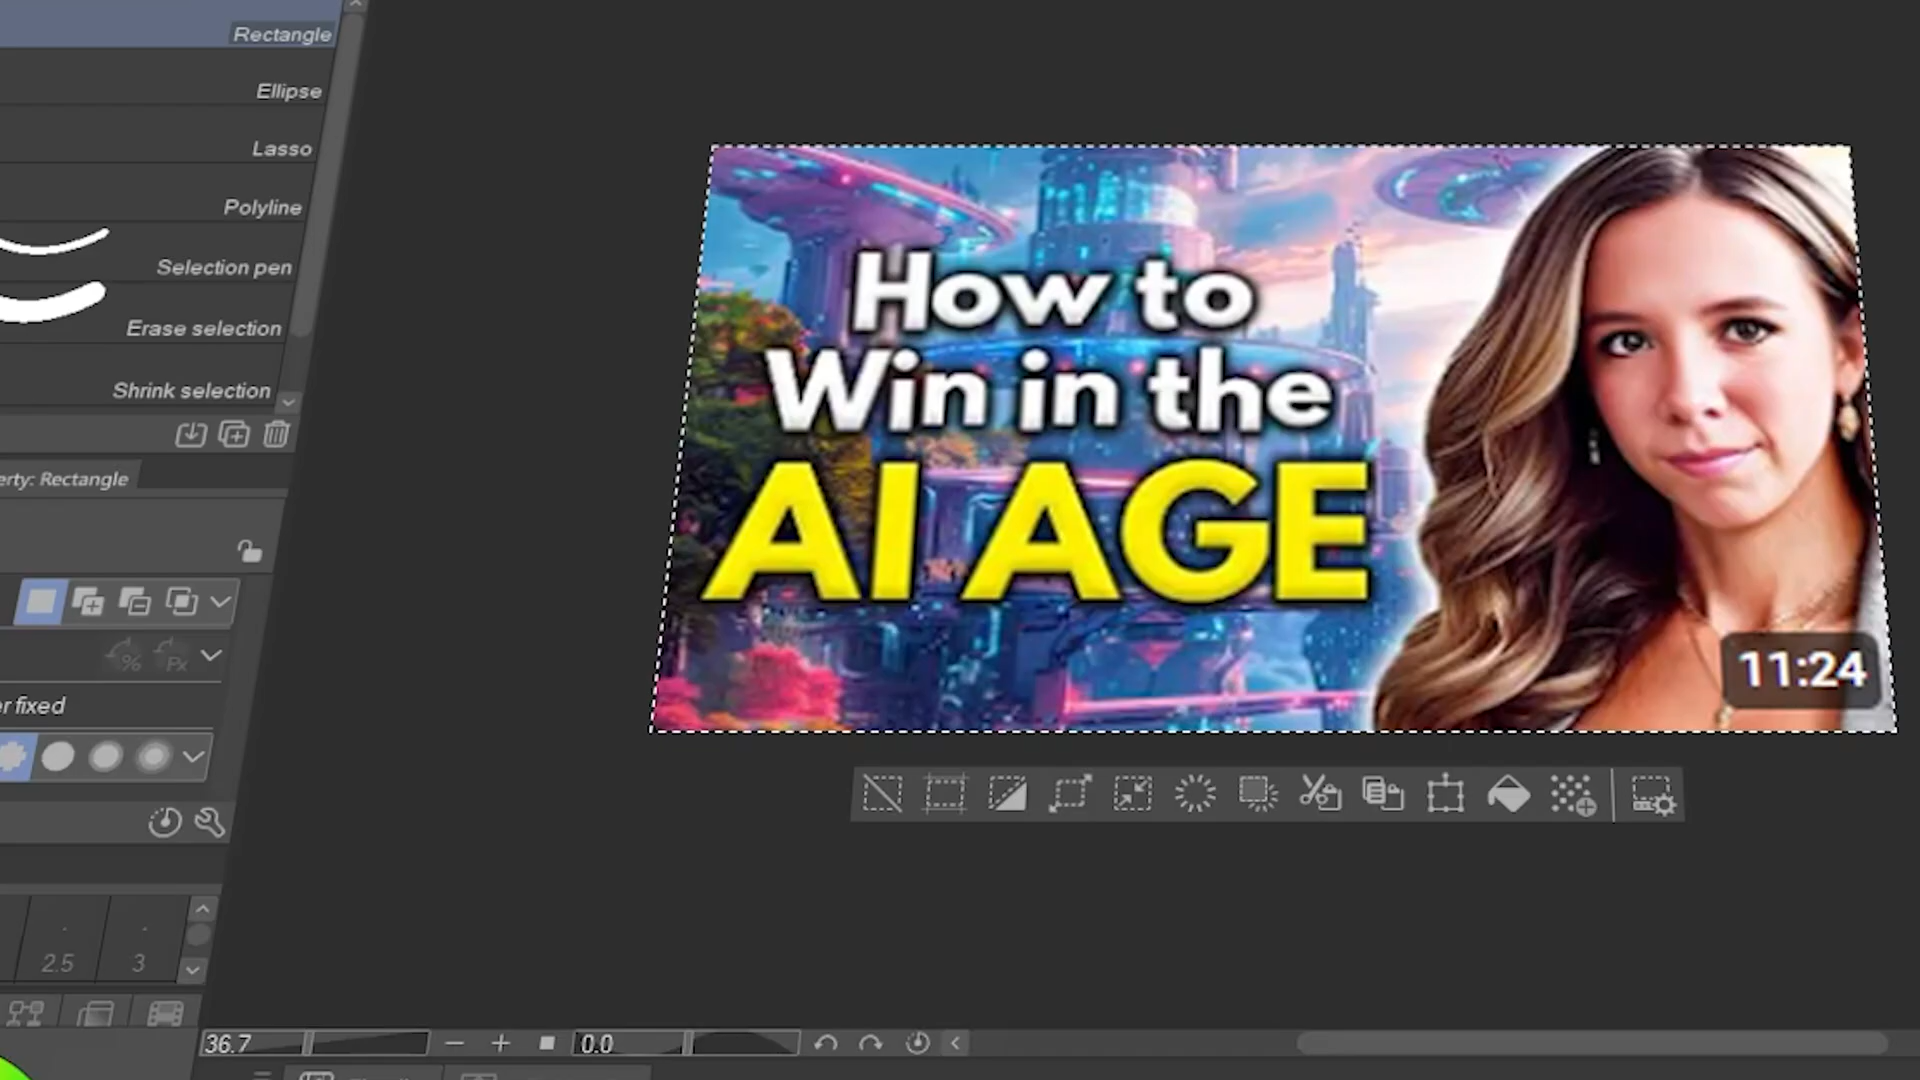 Rectangle
Ellipse
Lasso
Polyline
Selection pen
Erase selection
Shrink selection
erty: Rectangle
%
Px
er fixed
2.5
3
How to
Win in the
AI AGE
11:24
36.7
0.0